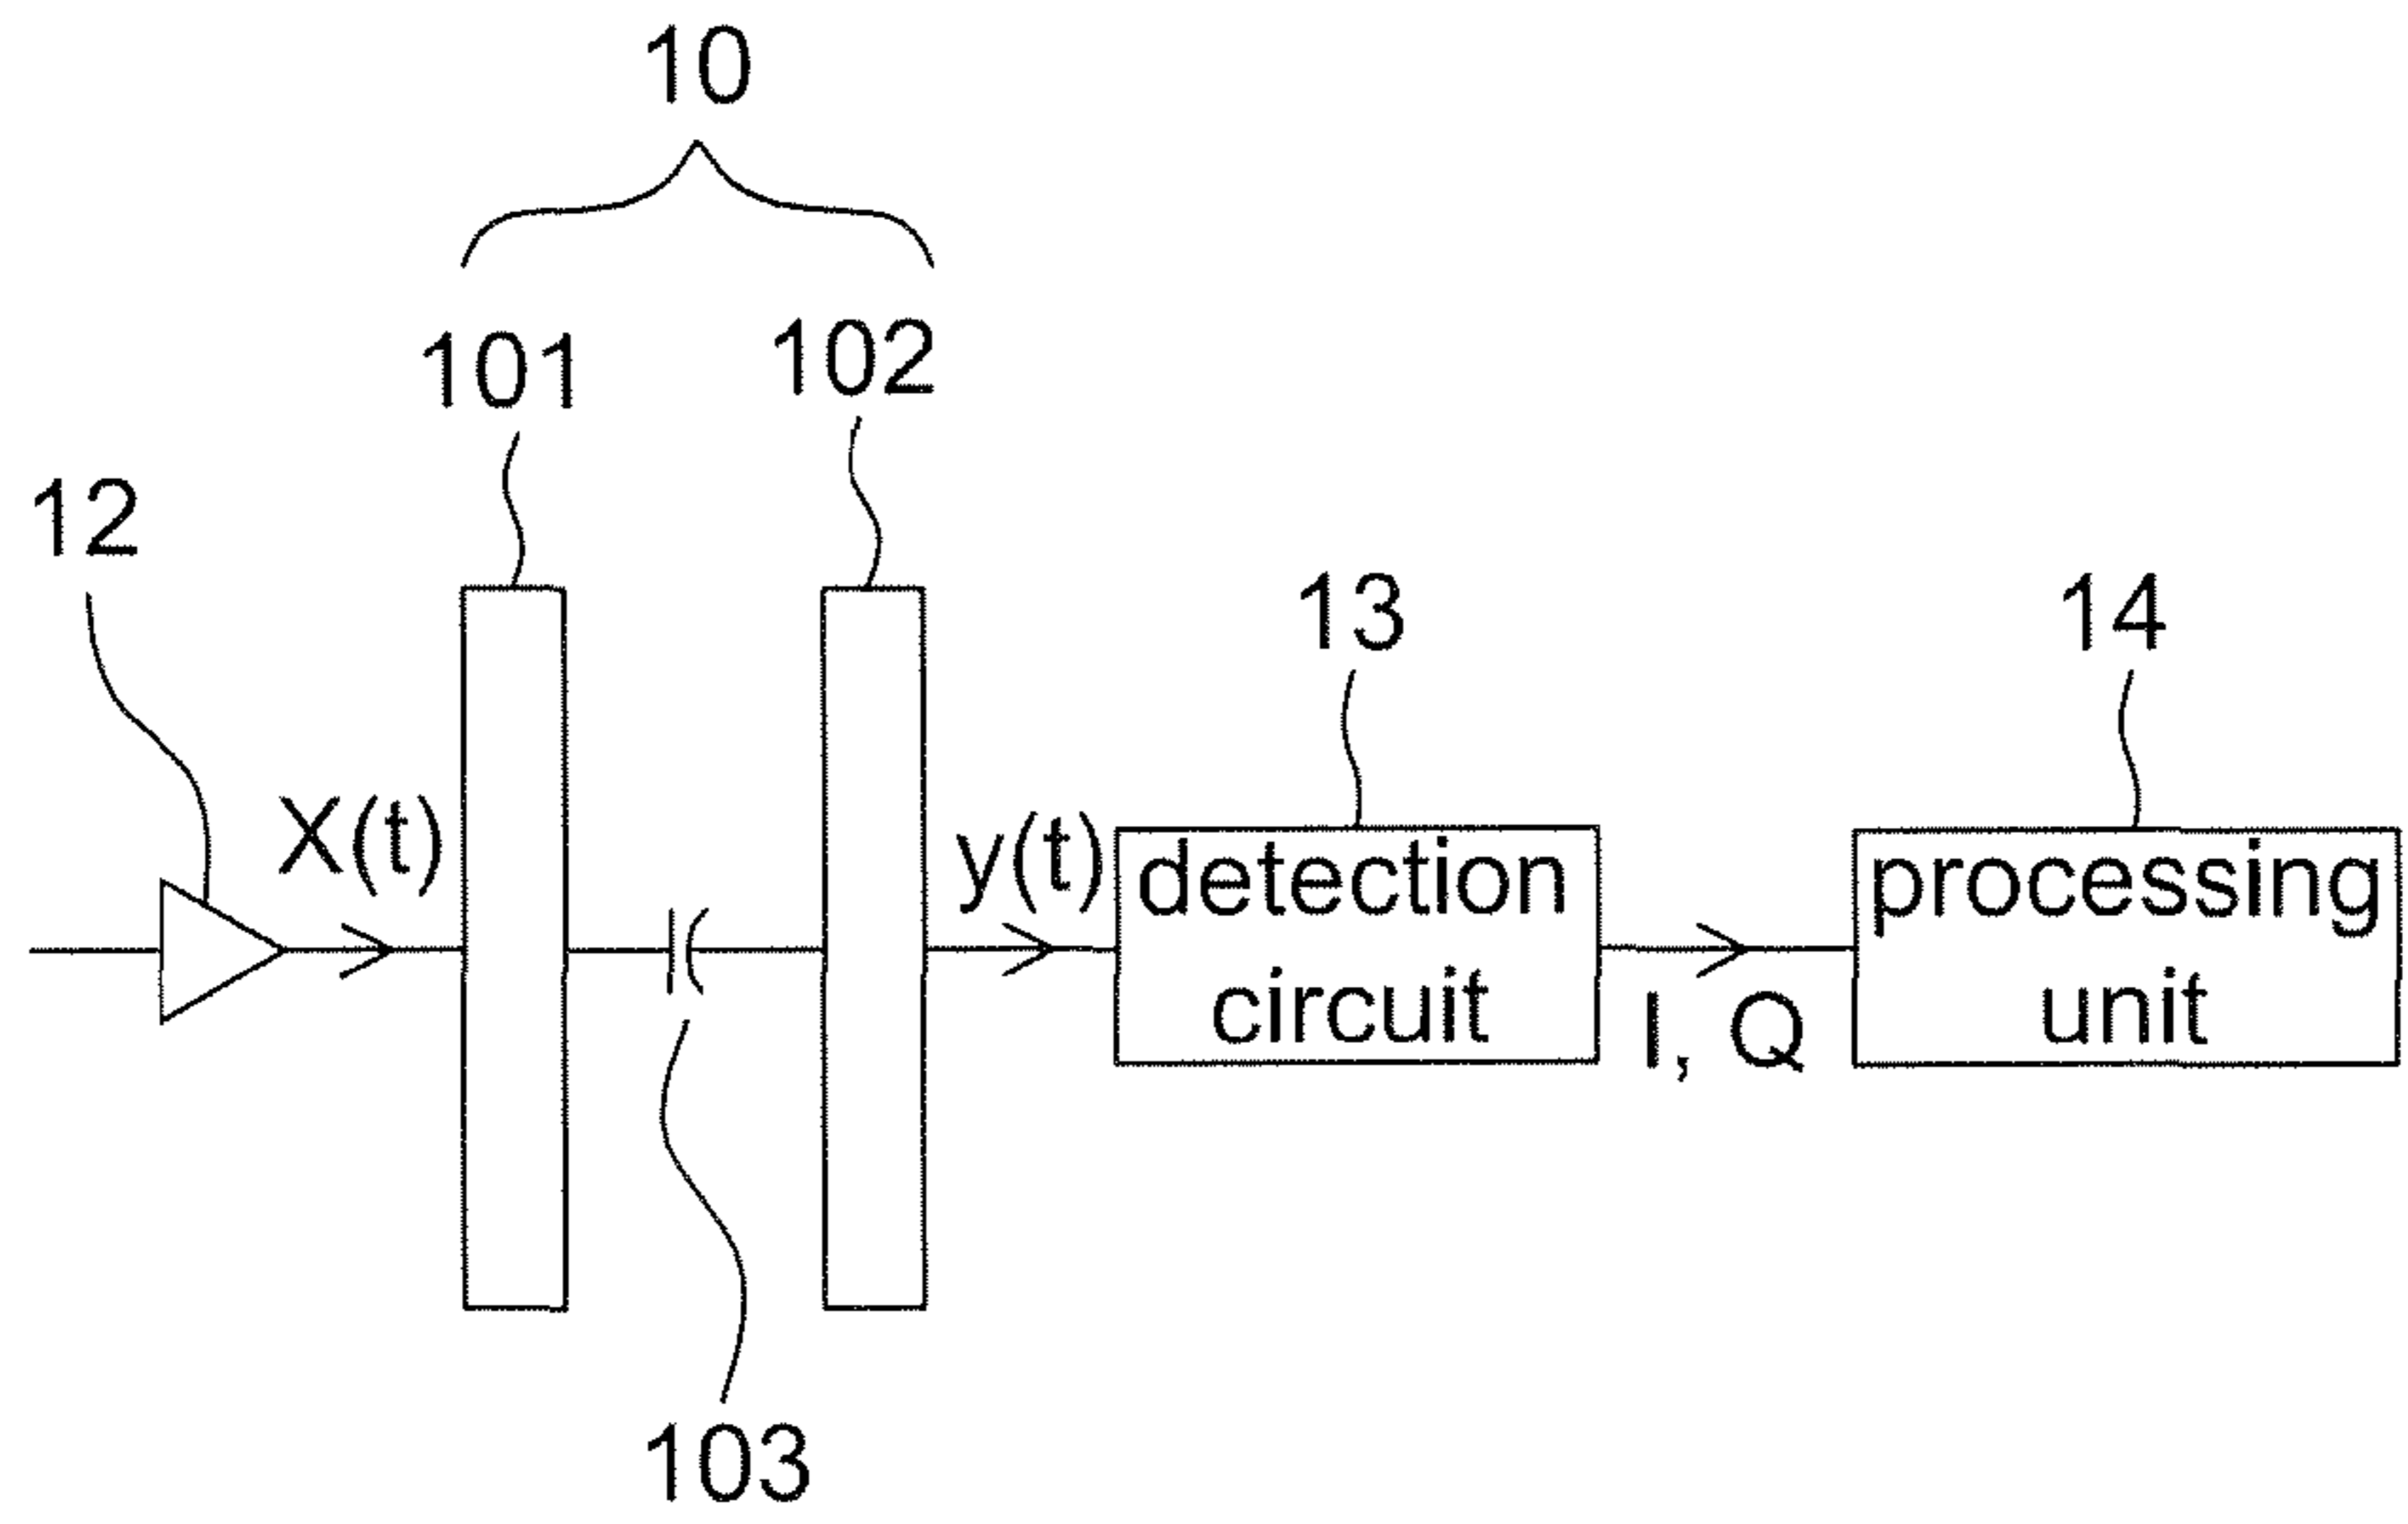 10
101
102
12
13
14
X(t)
y(t)
detection
circuit
I, Q
processing
unit
103